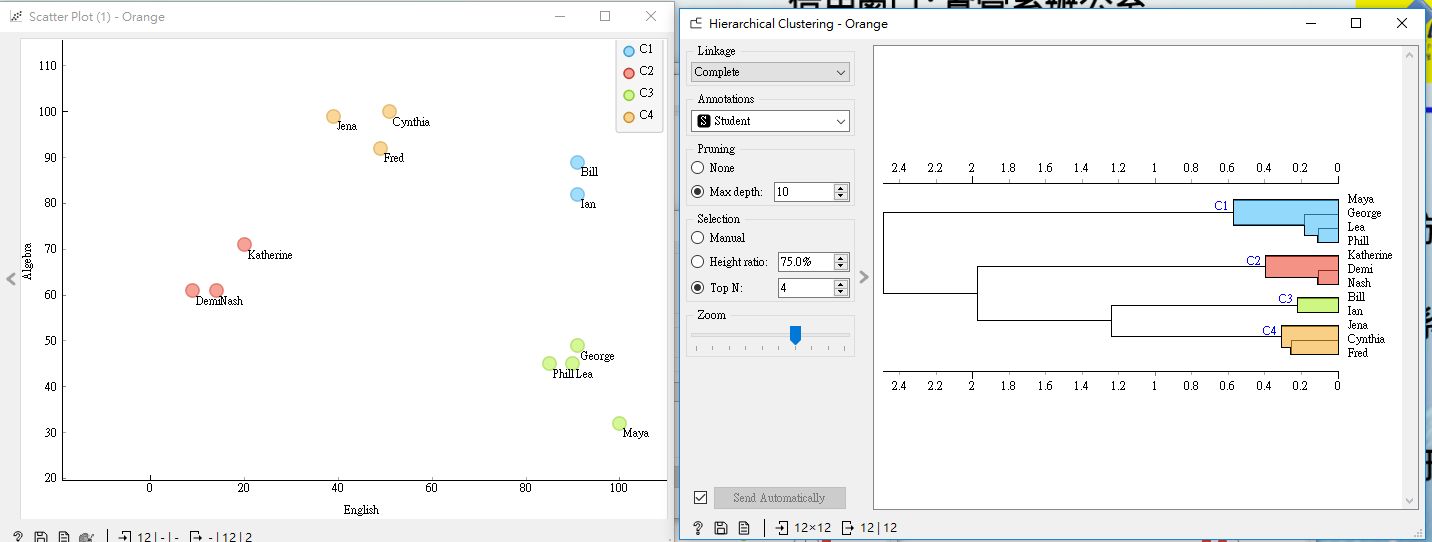 Scatter Plot (1) - Orange
C1
C2
C3
C4
110
100
90
80
70
60
50
40
30
20
Algebra
Jena
Cynthia
Fred
Bill
Ian
Katherine
Demi
Nash
George
Phill
Lea
Maya
0
20
40
60
80
100
English
? 12|-|- -|12|2
Hierarchical Clustering - Orange
Linkage
Complete
Annotations
S Student
Pruning
None
Max depth: 10
Selection
Manual
Height ratio: 75.0%
Top N: 4
Zoom
Send Automatically
? 12×12 12|12
2.4 2.2 2 1.8 1.6 1.4 1.2 1 0.8 0.6 0.4 0.2 0
C1
C2
C3
C4
Maya
George
Lea
Phill
Katherine
Demi
Nash
Bill
Ian
Jena
Cynthia
Fred
2.4 2.2 2 1.8 1.6 1.4 1.2 1 0.8 0.6 0.4 0.2 0